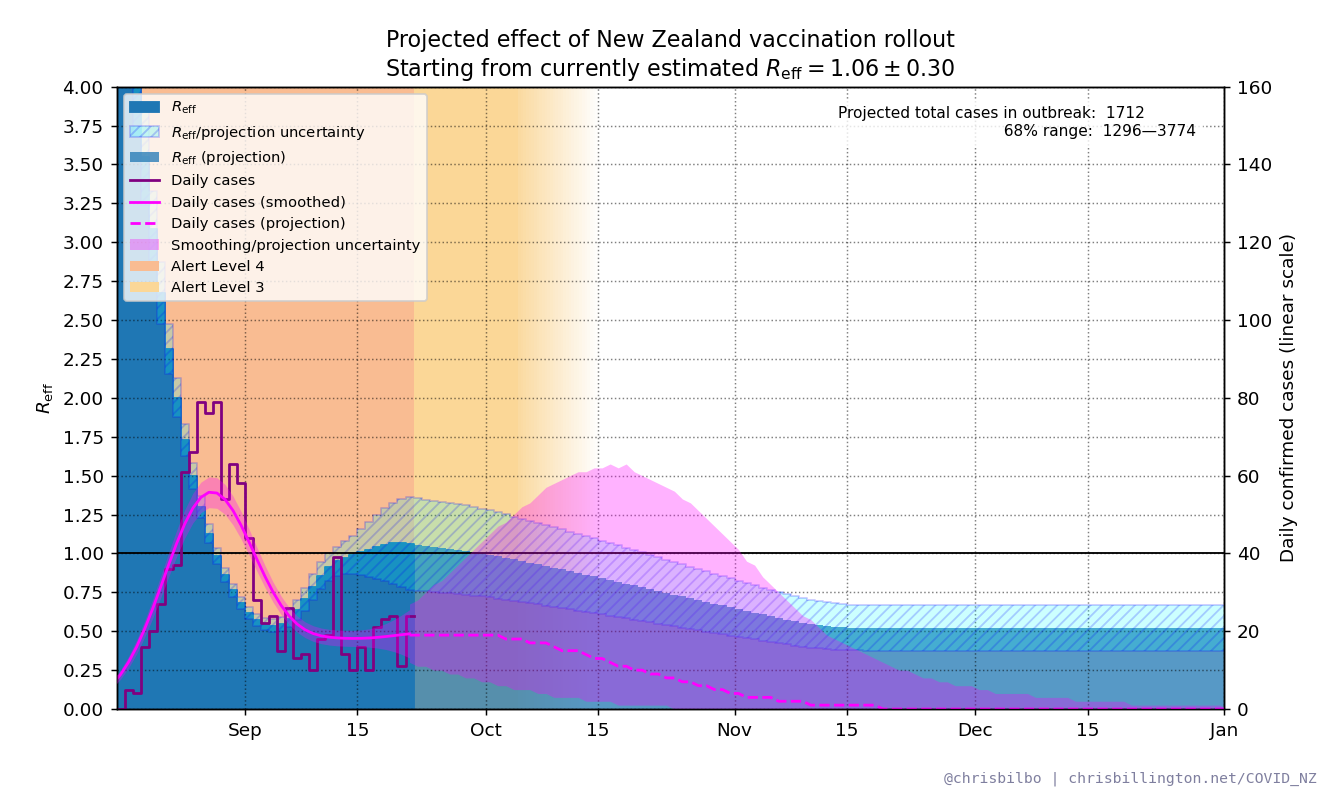 Projected effect of New Zealand vaccination rollout
Starting from currently estimated R_eff = 1.06 ± 0.30
4.00
3.75
3.50
3.25
3.00
2.75
2.50
2.25
2.00
1.75
1.50
1.25
1.00
0.75
0.50
0.25
0.00
R_eff
R_eff
R_eff/projection uncertainty
R_eff (projection)
Daily cases
Daily cases (smoothed)
Daily cases (projection)
Smoothing/projection uncertainty
Alert Level 4
Alert Level 3
Projected total cases in outbreak: 1712
68% range: 1296—3774
160
140
120
100
80
60
40
20
0
Daily confirmed cases (linear scale)
Sep 15 Oct 15 Nov 15 Dec 15 Jan
@chrisbilbo | chrisbillington.net/COVID_NZ